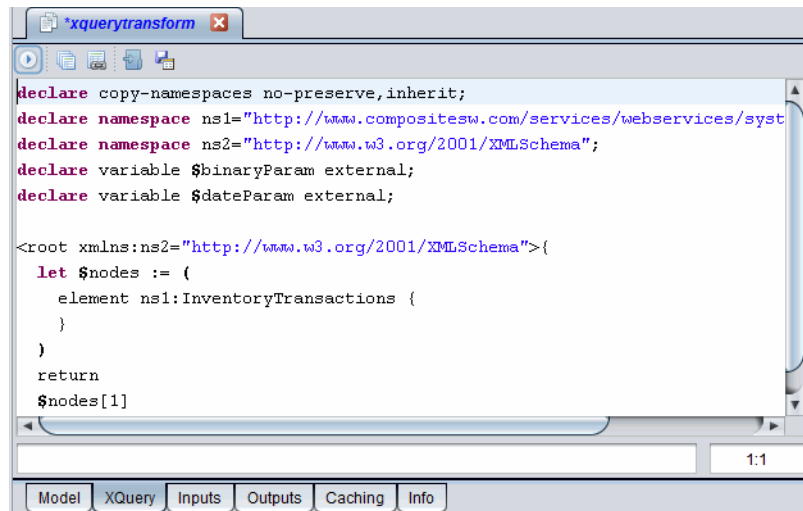 *xquerytransform
declare copy-namespaces no-preserve,inherit;
declare namespace ns1="http://www.compositesw.com/services/webservices/syst
declare namespace ns2="http://www.w3.org/2001/XMLSchema";
declare variable $binaryParam external;
declare variable $dateParam external;
<root xmlns:ns2="http://www.w3.org/2001/XMLSchema">{
let $nodes := (
element ns1:InventoryTransactions {
}
)
return
$nodes[1]
1:1
Model XQuery Inputs Outputs Caching Info